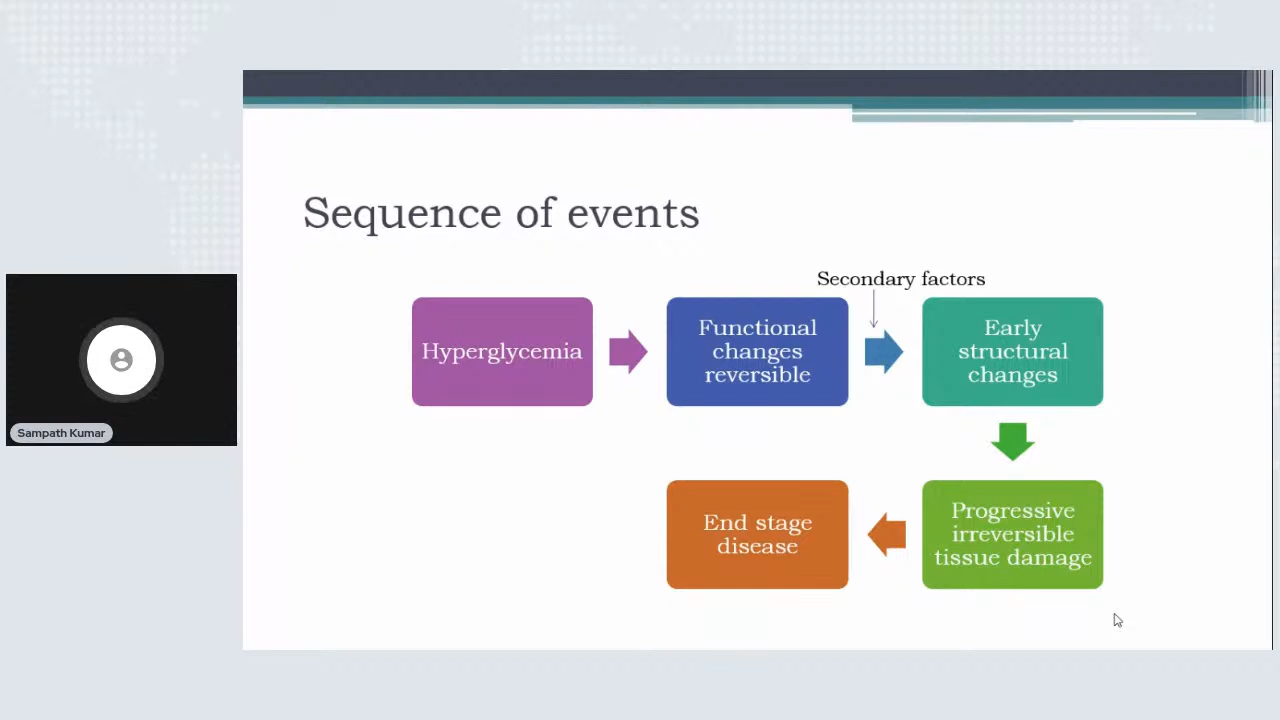 Sequence of events
Secondary factors
Hyperglycemia
Functional
changes
reversible
Early
structural
changes
Progressive
irreversible
tissue damage
End stage
disease
Sampath Kumar